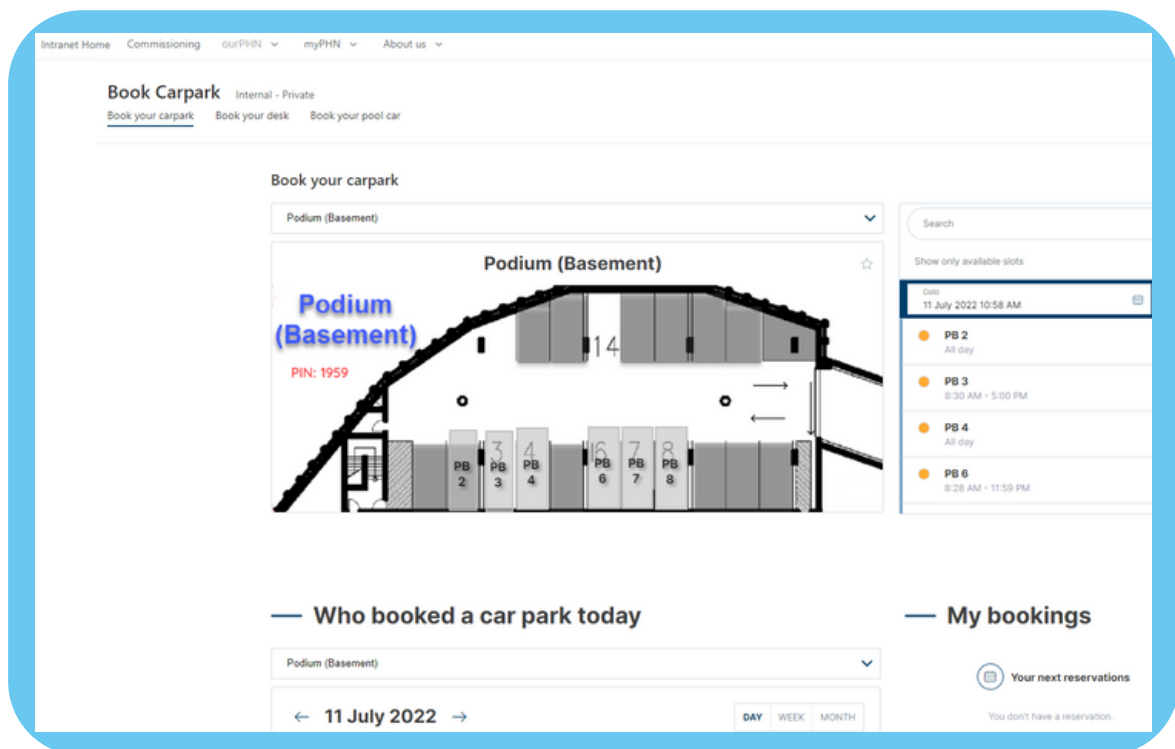 Intranet Home Commissioning ourPHN myPHN About us
Book Carpark Internal - Private
Book your carpark Book your desk Book your pool car
Book your carpark
Podium (Basement)
Podium (Basement)
Podium
(Basement)
PIN: 1959
14
3 4 16 7 8
PB 2
PB 3
PB 4
PB 6
PB 7
PB 8
Search
Show only available slots
Date
11 July 2022 10:58 AM
PB 2
All day
PB 3
8:30 AM - 5:00 PM
PB 4
All day
PB 6
8:28 AM - 11:59 PM
Who booked a car park today
Podium (Basement)
11 July 2022
DAY WEEK MONTH
My bookings
Your next reservations
You don't have a reservation.